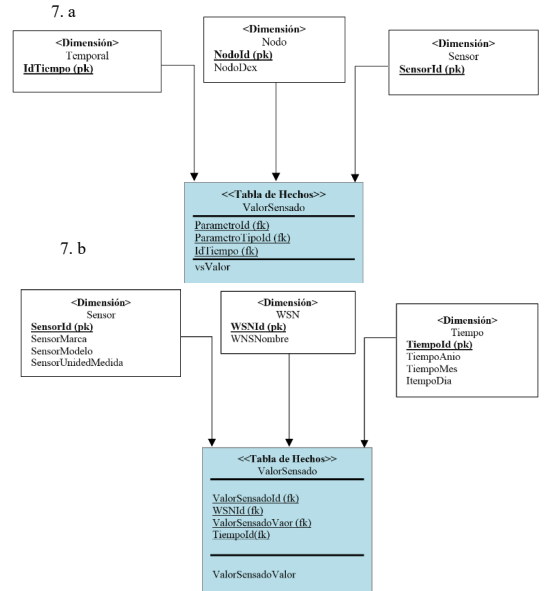 7. a
<Dimensión>
Temporal
IdTiempo (pk)
<Dimensión>
Nodo
NodoId (pk)
NodoDex
<Dimensión>
Sensor
SensorId (pk)
<<Tabla de Hechos>>
ValorSensado
ParametroId (fk)
ParametroTipoId (fk)
IdTiempo (fk)
vsValor
7. b
<Dimensión>
Sensor
SensorId (pk)
SensorMarca
SensorModelo
SensorUnidedMedida
<Dimensión>
WSN
WSNId (pk)
WNSNombre
<Dimensión>
Tiempo
TiempoId (pk)
TiempoAnio
TiempoMes
ItempoDia
<<Tabla de Hechos>>
ValorSensado
ValorSensadoId (fk)
WSNId (fk)
ValorSensadoVaor (fk)
TiempoId(fk)
ValorSensadoValor